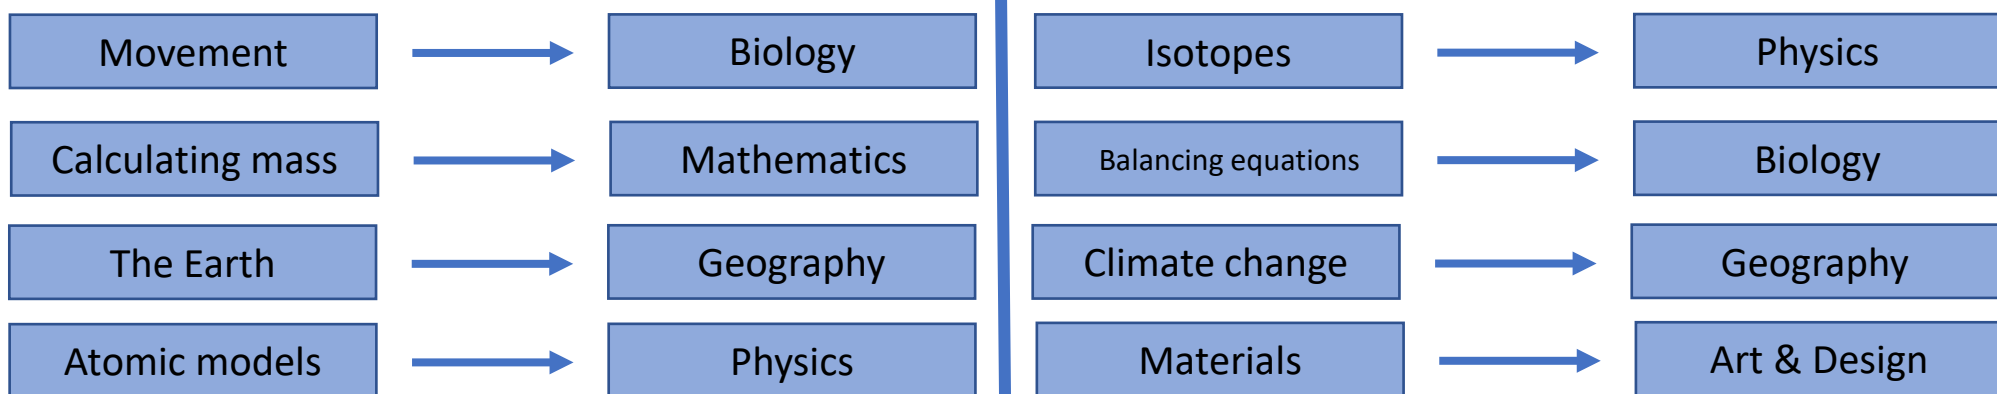 Movement
Biology
Calculating mass
Mathematics
The Earth
Geography
Atomic models
Physics
Isotopes
Physics
Balancing equations
Biology
Climate change
Geography
Materials
Art & Design